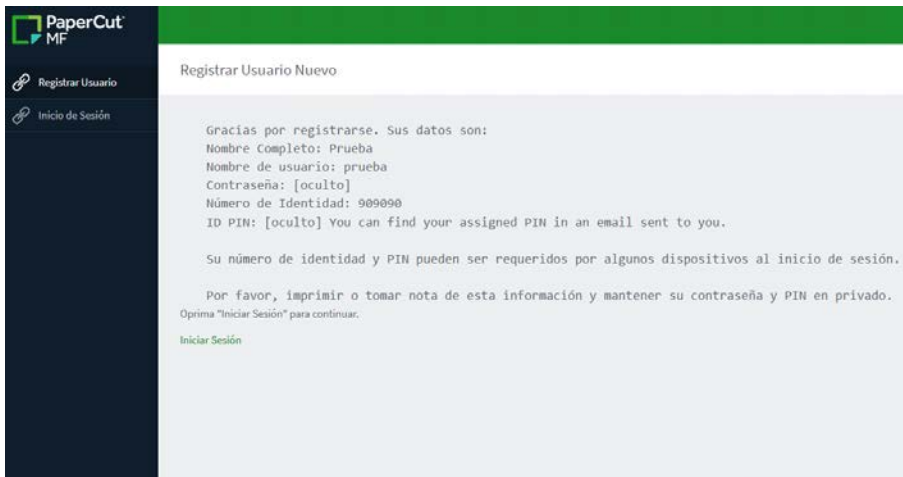 PaperCut
MF
Registrar Usuario
Inicio de Sesión
Registrar Usuario Nuevo
Gracias por registrarse. Sus datos son:
Nombre Completo: Prueba
Nombre de usuario: prueba
Contraseña: [oculto]
Número de Identidad: 909090
ID PIN: [oculto] You can find your assigned PIN in an email sent to you.
Su número de identidad y PIN pueden ser requeridos por algunos dispositivos al inicio de sesión.
Por favor, imprimir o tomar nota de esta información y mantener su contraseña y PIN en privado.
Oprima "Iniciar Sesión" para continuar.
Iniciar Sesión